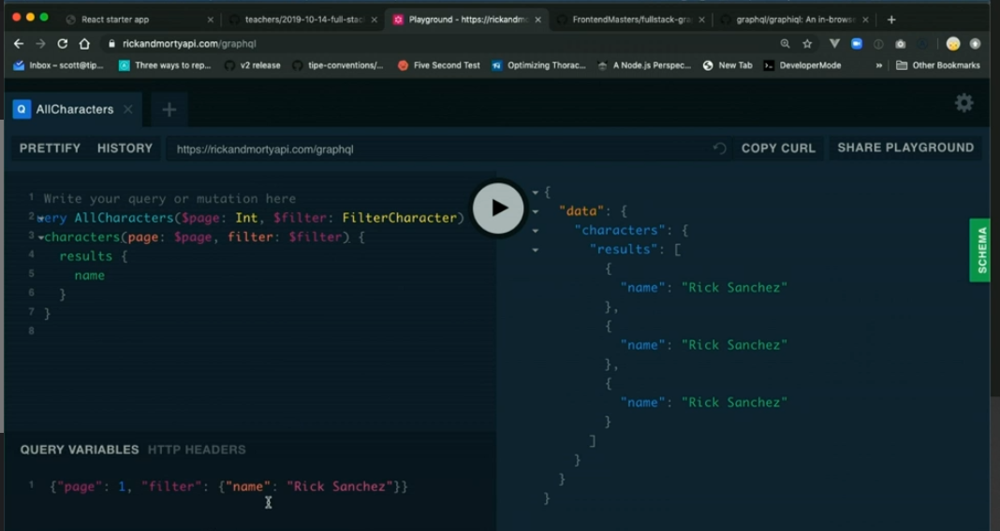 React starter app
teachers/2019-10-14-full-stac
Playground - https://rickandmo
FrontendMasters/fullstack-gra
graphql/graphiql: An in-browse
rickandmortyapi.com/graphql
Inbox – scott@tip...
Three ways to rep...
v2 release
tipe-conventions/...
Five Second Test
Optimizing Thorac...
A Node.js Perspec...
New Tab
DeveloperMode
»
Other Bookmarks
Q AllCharacters
PRETTIFY HISTORY https://rickandmortyapi.com/graphql COPY CURL SHARE PLAYGROUND
1 Write your query or mutation here
2 uery AllCharacters($page: Int, $filter: FilterCharacter)
3 characters(page: $page, filter: $filter) {
4 results {
5 name
6 }
7 }
8
{
"data": {
"characters": {
"results": [
{
"name": "Rick Sanchez"
},
{
"name": "Rick Sanchez"
},
{
"name": "Rick Sanchez"
}
]
}
}
}
SCHEMA
QUERY VARIABLES HTTP HEADERS
1 {"page": 1, "filter": {"name": "Rick Sanchez"}}